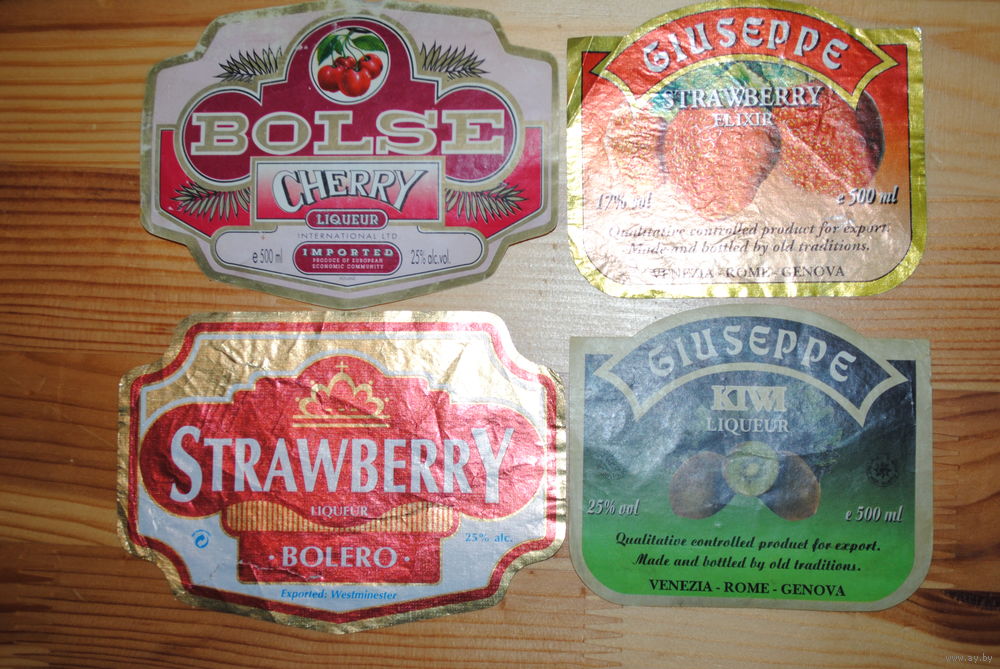 BOLSE
CHERRY
LIQUEUR
INTERNATIONAL LTD
IMPORTED
PRODUCE OF EUROPEAN
ECONOMIC COMMUNITY
e 500 ml
25% alc.vol.
GIUSEPPE
STRAWBERRY
ELIXIR
17% vol
e 500 ml
Qualitative controlled product for export.
Made and bottled by old traditions.
VENEZIA - ROME - GENOVA
STRAWBERRY
LIQUEUR
25% alc.
· BOLERO ·
Exported: Westminester
GIUSEPPE
KIWI
LIQUEUR
25% vol
e 500 ml
Qualitative controlled product for export.
Made and bottled by old traditions.
VENEZIA - ROME - GENOVA
www.ay.by